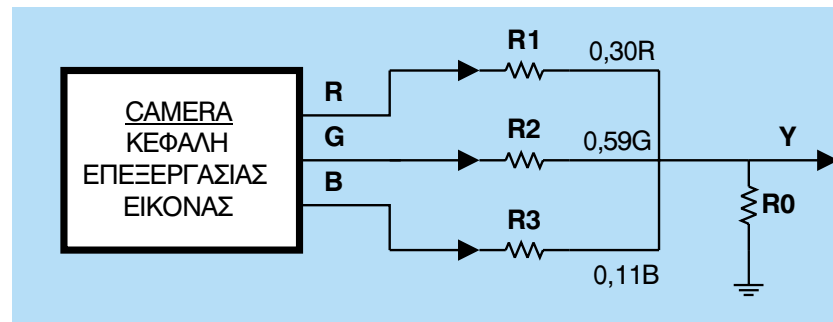 CAMERA
ΚΕΦΑΛΗ
ΕΠΕΞΕΡΓΑΣΙΑΣ
ΕΙΚΟΝΑΣ
R
G
B
R1
0,30R
R2
0,59G
R3
0,11B
Y
R0